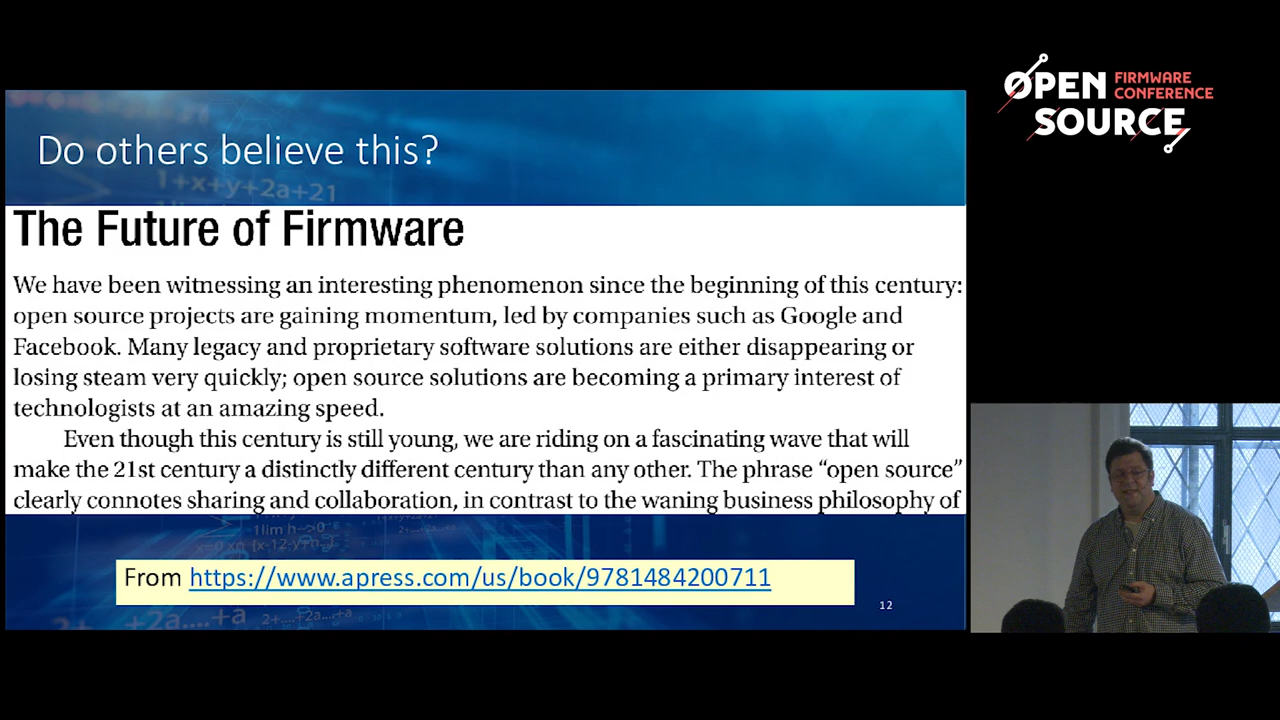 OPEN FIRMWARE CONFERENCE
SOURCE
Do others believe this?
1+x+y+2a+21
The Future of Firmware
We have been witnessing an interesting phenomenon since the beginning of this century:
open source projects are gaining momentum, led by companies such as Google and
Facebook. Many legacy and proprietary software solutions are either disappearing or
losing steam very quickly; open source solutions are becoming a primary interest of
technologists at an amazing speed.
Even though this century is still young, we are riding on a fascinating wave that will
make the 21st century a distinctly different century than any other. The phrase “open source”
clearly connotes sharing and collaboration, in contrast to the waning business philosophy of
From https://www.apress.com/us/book/9781484200711
12